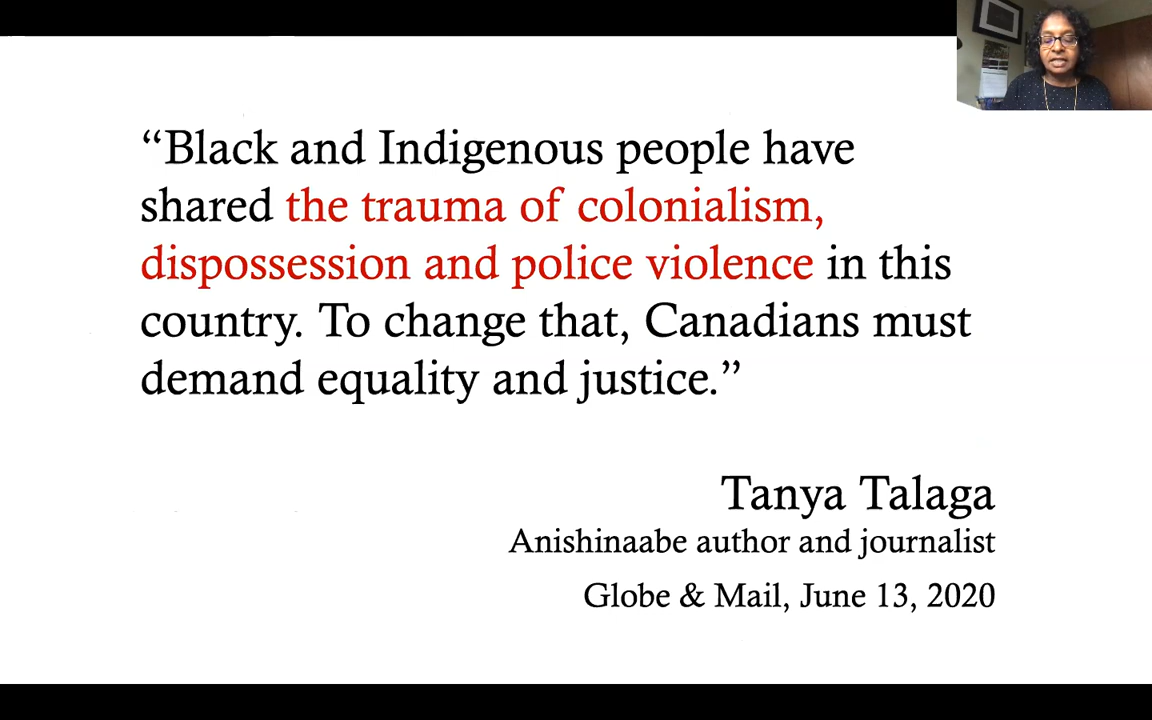 “Black and Indigenous people have
shared the trauma of colonialism,
dispossession and police violence in this
country. To change that, Canadians must
demand equality and justice.”
Tanya Talaga
Anishinaabe author and journalist
Globe & Mail, June 13, 2020